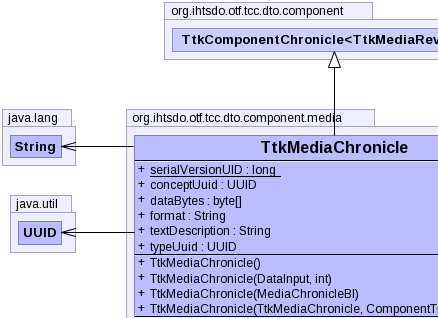 org.ihtsdo.otf.tcc.dto.component
TtkComponentChronicle<TtkMediaRev
java.lang
String
org.ihtsdo.otf.tcc.dto.component.media
TtkMediaChronicle
+ serialVersionUID : long
+ conceptUuid : UUID
+ dataBytes : byte[]
+ format : String
+ textDescription : String
+ typeUuid : UUID
java.util
UUID
+ TtkMediaChronicle()
+ TtkMediaChronicle(DataInput, int)
+ TtkMediaChronicle(MediaChronicleBI)
+ TtkMediaChronicle(TtkMediaChronicle, ComponentT